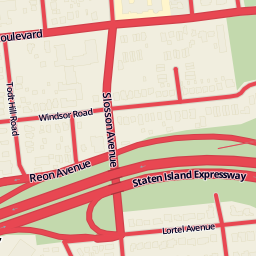 oulevard
Todt Hill Road
Slosson Avenue
Windsor Road
Reon Avenue
Staten Island Expressway
Lortel Avenue